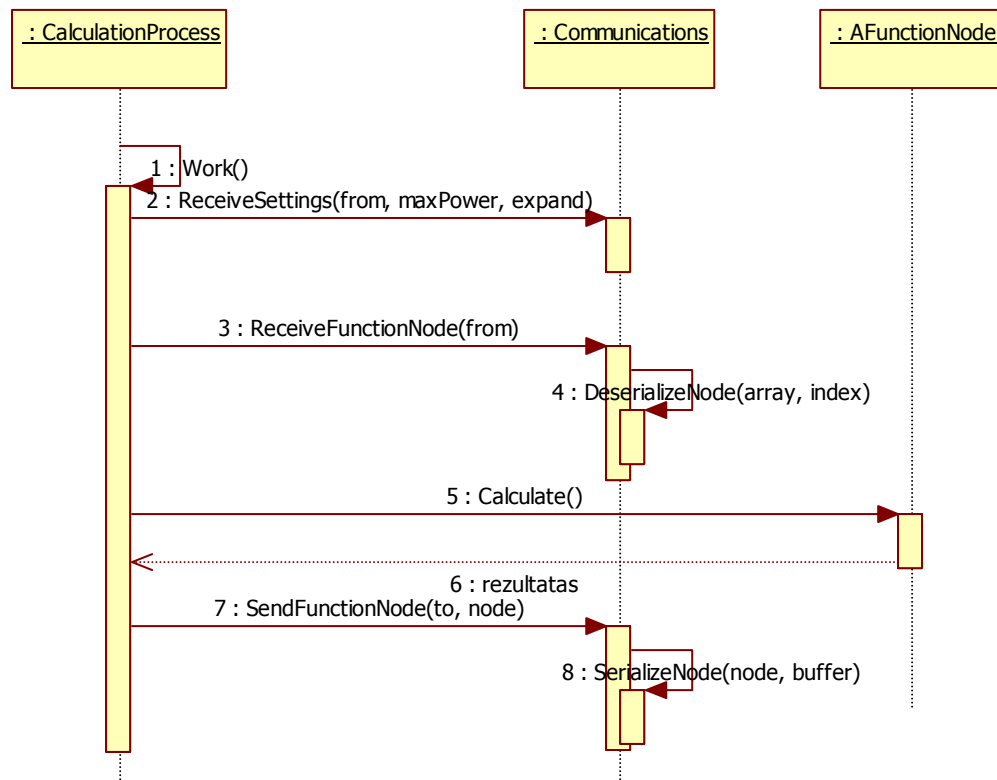 : CalculationProcess
: Communications
: AFunctionNode
1 : Work()
2 : ReceiveSettings(from, maxPower, expand)
3 : ReceiveFunctionNode(from)
4 : DeserializeNode(array, index)
5 : Calculate()
6 : rezultatas
7 : SendFunctionNode(to, node)
8 : SerializeNode(node, buffer)